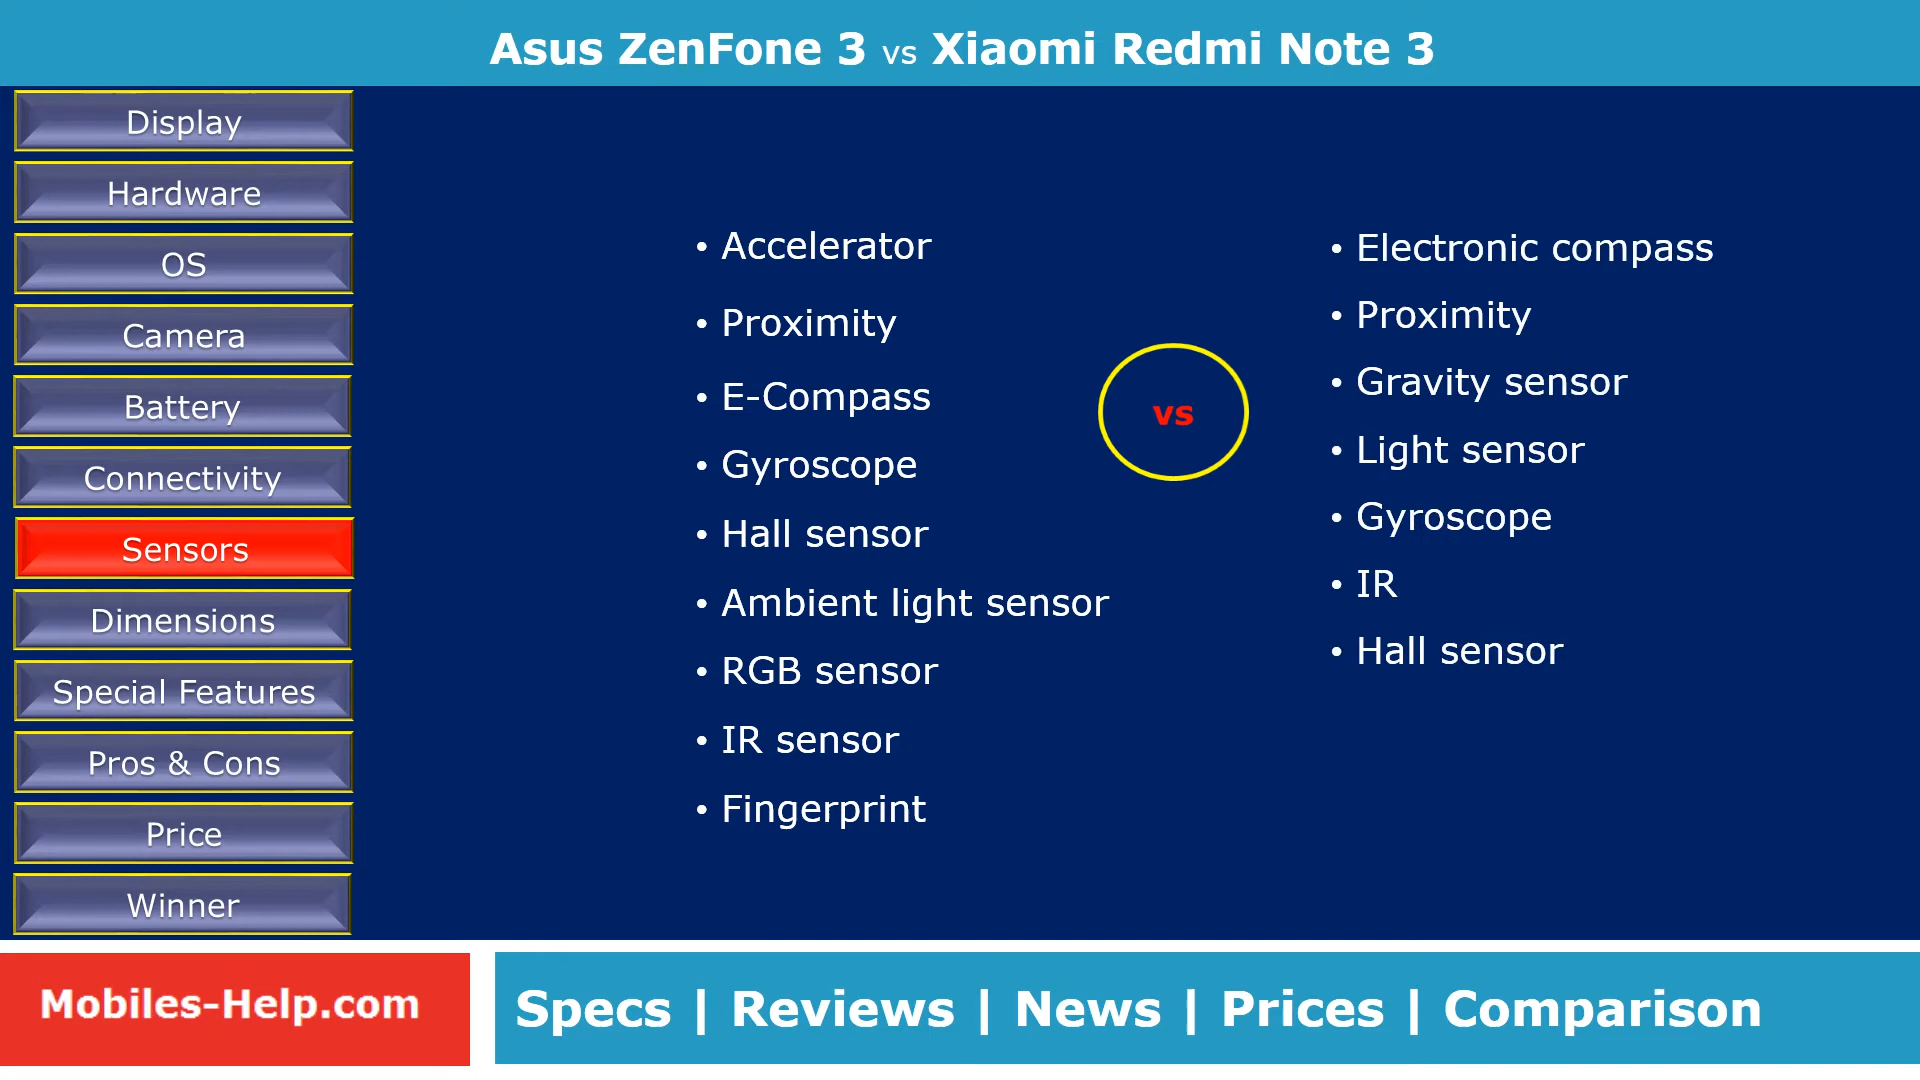 Asus ZenFone 3 vs Xiaomi Redmi Note 3
Display
Hardware
OS
Camera
Battery
Connectivity
Sensors
Dimensions
Special Features
Pros & Cons
Price
Winner
• Accelerator
• Proximity
• E-Compass
• Gyroscope
• Hall sensor
• Ambient light sensor
• RGB sensor
• IR sensor
• Fingerprint
vs
• Electronic compass
• Proximity
• Gravity sensor
• Light sensor
• Gyroscope
• IR
• Hall sensor
Mobiles-Help.com
Specs | Reviews | News | Prices | Comparison